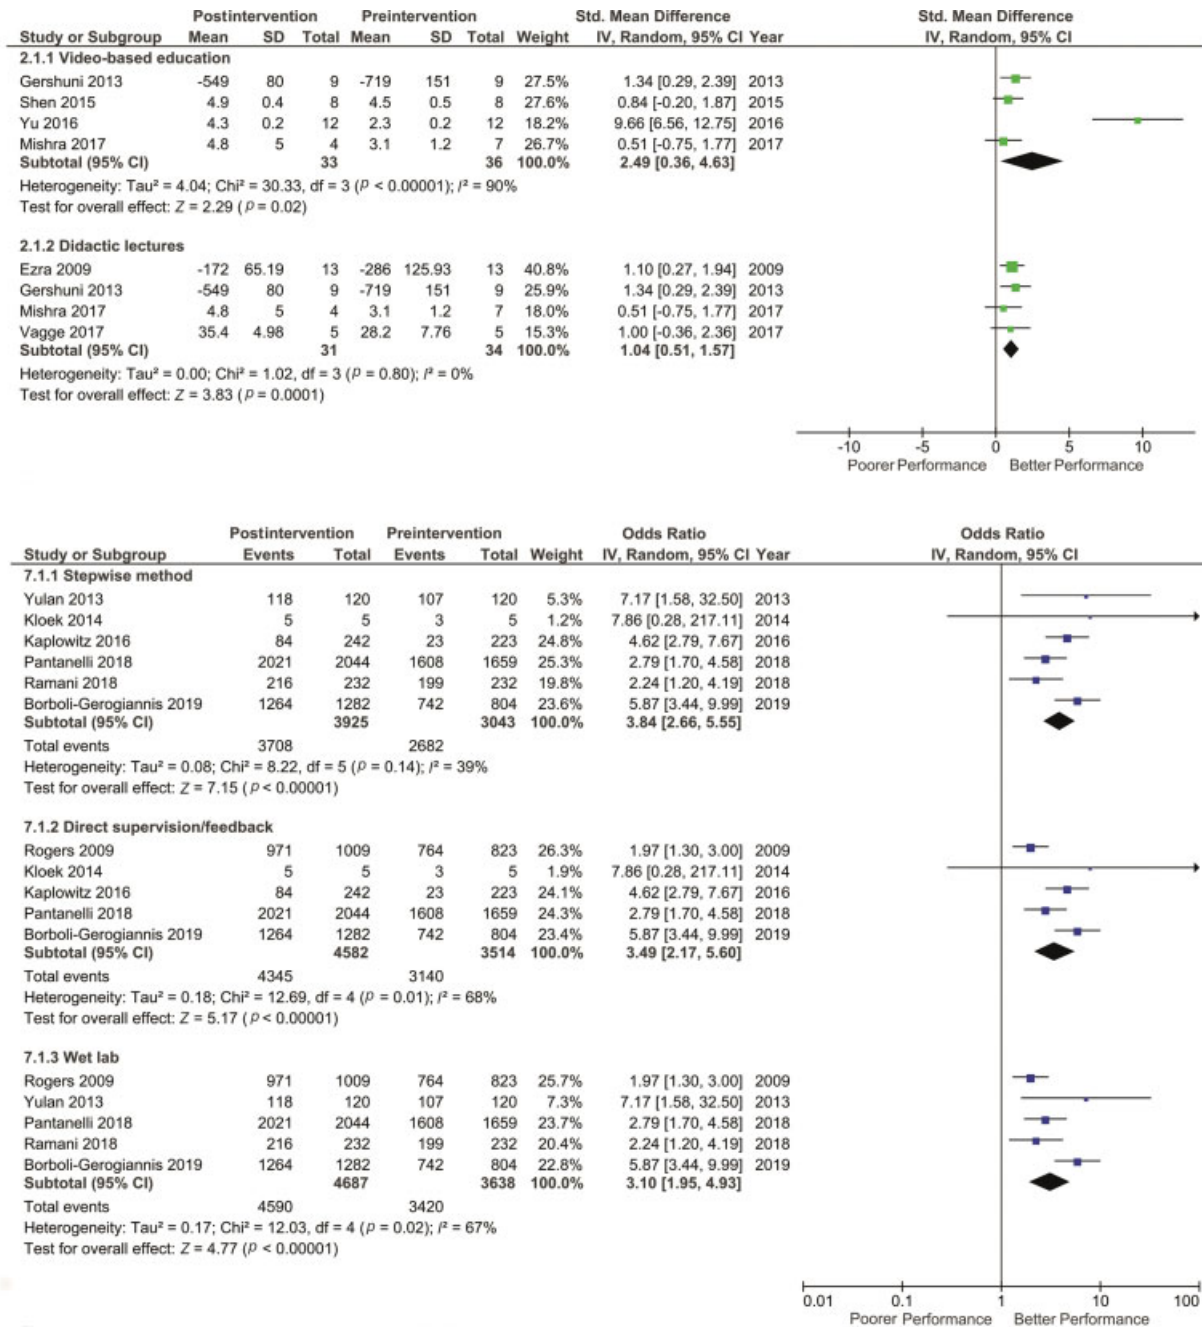 Postintervention Preintervention Std. Mean Difference Std. Mean Difference
Study or Subgroup Mean SD Total Mean SD Total Weight IV, Random, 95% CI Year IV, Random, 95% CI
2.1.1 Video-based education
Gershuni 2013 -549 80 9 -719 151 9 27.5% 1.34 [0.29, 2.39] 2013
Shen 2015 4.9 0.4 8 4.5 0.5 8 27.6% 0.84 [-0.20, 1.87] 2015
Yu 2016 4.3 0.2 12 2.3 0.2 12 18.2% 9.66 [6.56, 12.75] 2016
Mishra 2017 4.8 5 4 3.1 1.2 7 26.7% 0.51 [-0.75, 1.77] 2017
Subtotal (95% CI) 33 36 100.0% 2.49 [0.36, 4.63]
Heterogeneity: Tau² = 4.04; Chi² = 30.33, df = 3 (p < 0.00001); I² = 90%
Test for overall effect: Z = 2.29 (p = 0.02)
2.1.2 Didactic lectures
Ezra 2009 -172 65.19 13 -286 125.93 13 40.8% 1.10 [0.27, 1.94] 2009
Gershuni 2013 -549 80 9 -719 151 9 25.9% 1.34 [0.29, 2.39] 2013
Mishra 2017 4.8 5 4 3.1 1.2 7 18.0% 0.51 [-0.75, 1.77] 2017
Vagge 2017 35.4 4.98 5 28.2 7.76 5 15.3% 1.00 [-0.36, 2.36] 2017
Subtotal (95% CI) 31 34 100.0% 1.04 [0.51, 1.57]
Heterogeneity: Tau² = 0.00; Chi² = 1.02, df = 3 (p = 0.80); I² = 0%
Test for overall effect: Z = 3.83 (p = 0.0001)
-10 -5 0 5 10
Poorer Performance Better Performance
Postintervention Preintervention Odds Ratio Odds Ratio
Study or Subgroup Events Total Events Total Weight IV, Random, 95% CI Year IV, Random, 95% CI
7.1.1 Stepwise method
Yulan 2013 118 120 107 120 5.3% 7.17 [1.58, 32.50] 2013
Kloek 2014 5 5 3 5 1.2% 7.86 [0.28, 217.11] 2014
Kaplowitz 2016 84 242 23 223 24.8% 4.62 [2.79, 7.67] 2016
Pantanelli 2018 2021 2044 1608 1659 25.3% 2.79 [1.70, 4.58] 2018
Ramani 2018 216 232 199 232 19.8% 2.24 [1.20, 4.19] 2018
Borboli-Gerogiannis 2019 1264 1282 742 804 23.6% 5.87 [3.44, 9.99] 2019
Subtotal (95% CI) 3925 3043 100.0% 3.84 [2.66, 5.55]
Total events 3708 2682
Heterogeneity: Tau² = 0.08; Chi² = 8.22, df = 5 (p = 0.14); I² = 39%
Test for overall effect: Z = 7.15 (p < 0.00001)
7.1.2 Direct supervision/feedback
Rogers 2009 971 1009 764 823 26.3% 1.97 [1.30, 3.00] 2009
Kloek 2014 5 5 3 5 1.9% 7.86 [0.28, 217.11] 2014
Kaplowitz 2016 84 242 23 223 24.1% 4.62 [2.79, 7.67] 2016
Pantanelli 2018 2021 2044 1608 1659 24.3% 2.79 [1.70, 4.58] 2018
Borboli-Gerogiannis 2019 1264 1282 742 804 23.4% 5.87 [3.44, 9.99] 2019
Subtotal (95% CI) 4582 3514 100.0% 3.49 [2.17, 5.60]
Total events 4345 3140
Heterogeneity: Tau² = 0.18; Chi² = 12.69, df = 4 (p = 0.01); I² = 68%
Test for overall effect: Z = 5.17 (p < 0.00001)
7.1.3 Wet lab
Rogers 2009 971 1009 764 823 25.7% 1.97 [1.30, 3.00] 2009
Yulan 2013 118 120 107 120 7.3% 7.17 [1.58, 32.50] 2013
Pantanelli 2018 2021 2044 1608 1659 23.7% 2.79 [1.70, 4.58] 2018
Ramani 2018 216 232 199 232 20.4% 2.24 [1.20, 4.19] 2018
Borboli-Gerogiannis 2019 1264 1282 742 804 22.8% 5.87 [3.44, 9.99] 2019
Subtotal (95% CI) 4687 3638 100.0% 3.10 [1.95, 4.93]
Total events 4590 3420
Heterogeneity: Tau² = 0.17; Chi² = 12.03, df = 4 (p = 0.02); I² = 67%
Test for overall effect: Z = 4.77 (p < 0.00001)
0.01 0.1 1 10 100
Poorer Performance Better Performance